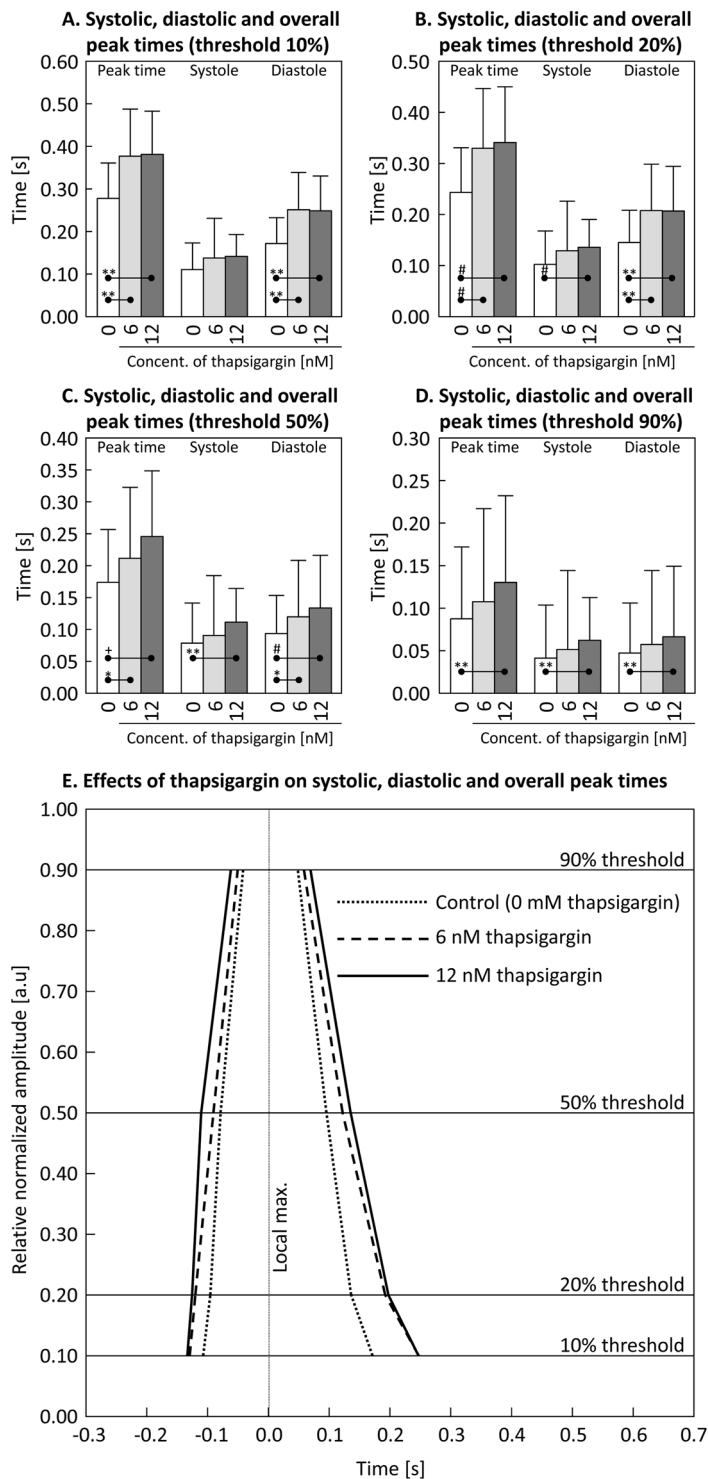 A. Systolic, diastolic and overall
peak times (threshold 10%)
Peak time Systole Diastole
0.60
0.50
0.40
0.30
0.20
0.10
0.00
Time [s]
**
**
**
**
0 6 12 0 6 12 0 6 12
Concent. of thapsigargin [nM]
B. Systolic, diastolic and overall
peak times (threshold 20%)
Peak time Systole Diastole
0.50
0.40
0.30
0.20
0.10
0.00
Time [s]
# # **
# **
0 6 12 0 6 12 0 6 12
Concent. of thapsigargin [nM]
C. Systolic, diastolic and overall
peak times (threshold 50%)
Peak time Systole Diastole
0.40
0.35
0.30
0.25
0.20
0.15
0.10
0.05
0.00
Time [s]
+ ** #
* *
0 6 12 0 6 12 0 6 12
Concent. of thapsigargin [nM]
D. Systolic, diastolic and overall
peak times (threshold 90%)
Peak time Systole Diastole
0.30
0.25
0.20
0.15
0.10
0.05
0.00
Time [s]
** ** **
0 6 12 0 6 12 0 6 12
Concent. of thapsigargin [nM]
E. Effects of thapsigargin on systolic, diastolic and overall peak times
1.00
0.90
0.80
0.70
0.60
0.50
0.40
0.30
0.20
0.10
0.00
Relative normalized amplitude [a.u]
90% threshold
Control (0 mM thapsigargin)
6 nM thapsigargin
12 nM thapsigargin
50% threshold
Local max.
20% threshold
10% threshold
-0.3 -0.2 -0.1 0.0 0.1 0.2 0.3 0.4 0.5 0.6 0.7
Time [s]